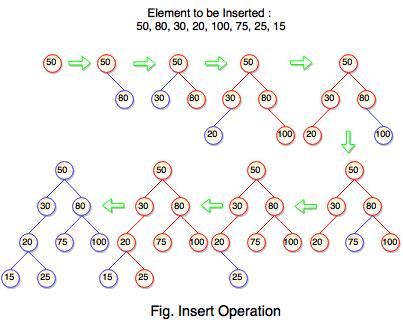 Element to be Inserted :
50, 80, 30, 20, 100, 75, 25, 15
50 50 50 50 50
80 30 80 30 80 30 80
20 100 20 100
50 50 50 50
30 80 30 80 30 80 30 80
20 75 100 20 75 100 20 75 100 20 75 100
15 25 15 25 25
Fig. Insert Operation